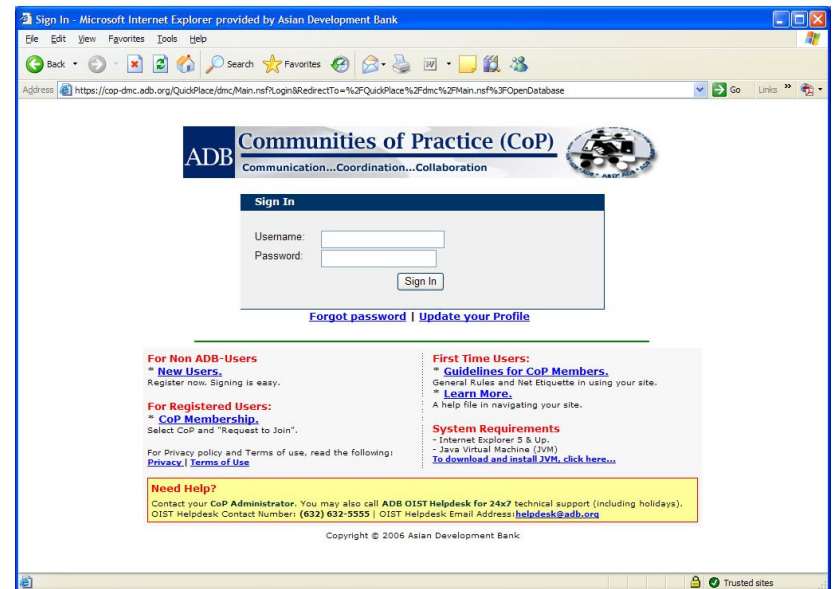 Sign In - Microsoft Internet Explorer provided by Asian Development Bank
File Edit View Favorites Tools Help
Back Search Favorites
Address https://cop-dmc.adb.org/QuickPlace/dmc/Main.nsf?Login&RedirectTo=%2FQuickPlace%2Fdmc%2FMain.nsf%3FOpenDatabase Go Links »
ADB Communities of Practice (CoP)
Communication...Coordination...Collaboration
Sign In
Username:
Password:
Sign In
Forgot password | Update your Profile
For Non ADB-Users
* New Users.
Register now. Signing is easy.
For Registered Users:
* CoP Membership.
Select CoP and "Request to Join".
For Privacy policy and Terms of use, read the following:
Privacy | Terms of Use
First Time Users:
* Guidelines for CoP Members.
General Rules and Net Etiquette in using your site.
* Learn More.
A help file in navigating your site.
System Requirements
- Internet Explorer 5 & Up.
- Java Virtual Machine (JVM)
To download and install JVM, click here...
Need Help?
Contact your CoP Administrator. You may also call ADB OIST Helpdesk for 24x7 technical support (including holidays).
OIST Helpdesk Contact Number: (632) 632-5555 | OIST Helpdesk Email Address:helpdesk@adb.org
Copyright © 2006 Asian Development Bank
Trusted sites